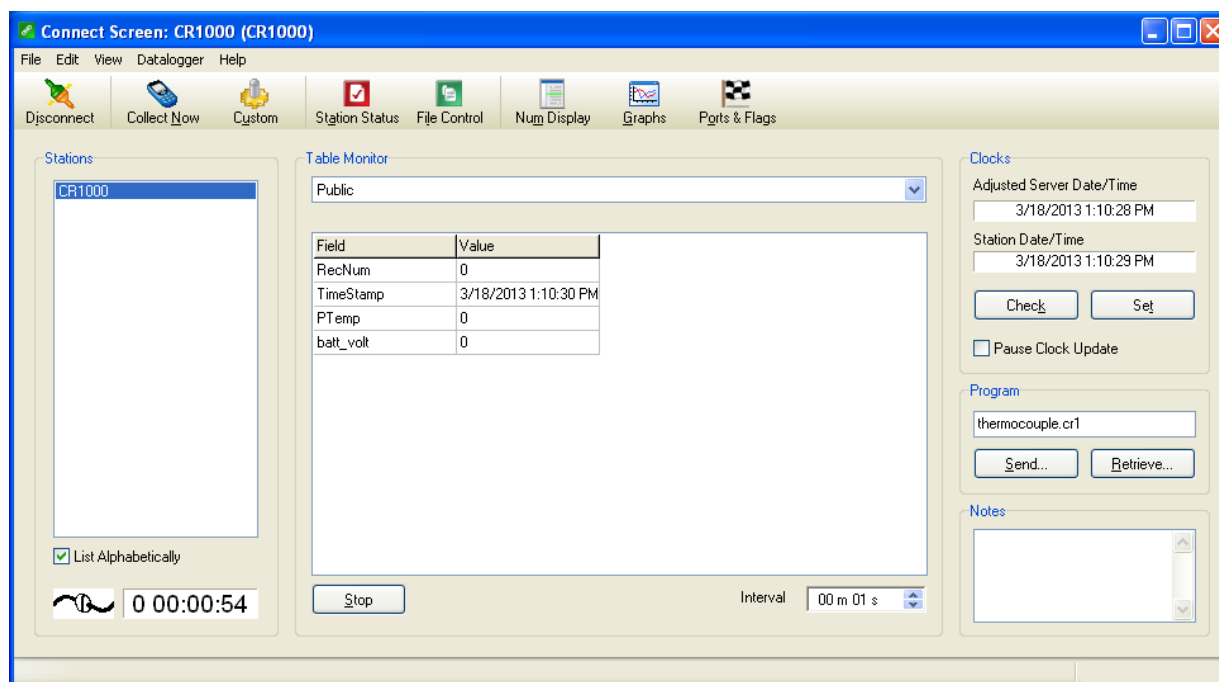 Connect Screen: CR1000 (CR1000)
File Edit View Datalogger Help
Disconnect Collect Now Custom Station Status File Control Num Display Graphs Ports & Flags
Stations
CR1000
List Alphabetically
0 00:00:54
Table Monitor
Public
Field Value
RecNum 0
TimeStamp 3/18/2013 1:10:30 PM
PTemp 0
batt_volt 0
Stop
Interval 00 m 01 s
Clocks
Adjusted Server Date/Time
3/18/2013 1:10:28 PM
Station Date/Time
3/18/2013 1:10:29 PM
Check Set
Pause Clock Update
Program
thermocouple.cr1
Send... Retrieve...
Notes